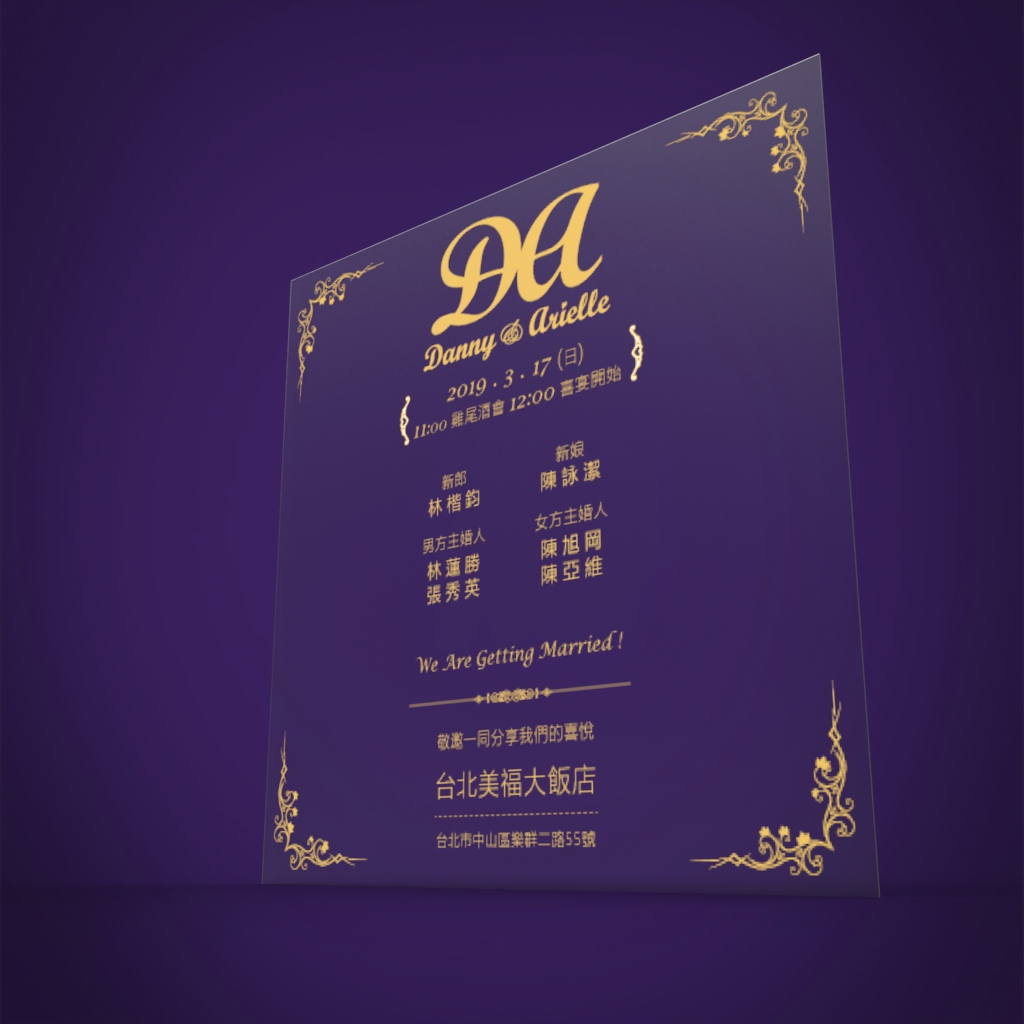 DA
Danny & Arielle
2019 · 3 · 17 (日)
11:00 雞尾酒會 12:00 喜宴開始
新郎
林楷鈞
新娘
陳詠潔
男方主婚人
林蓮勝
張秀英
女方主婚人
陳旭岡
陳亞維
We Are Getting Married !
敬邀一同分享我們的喜悅
台北美福大飯店
台北市中山區樂群二路55號